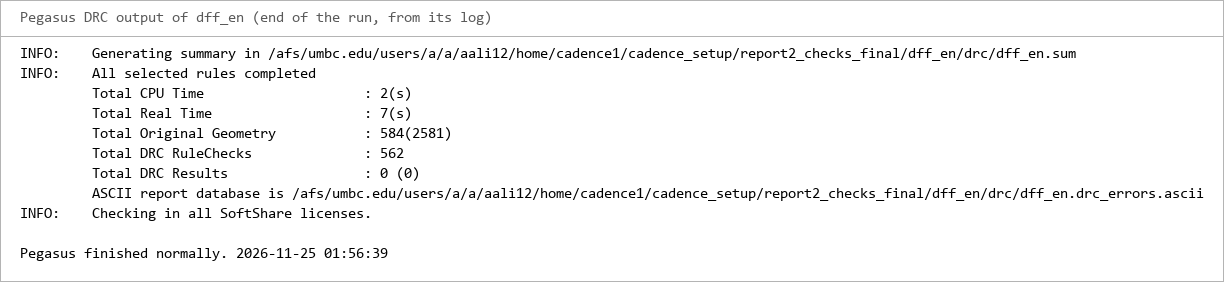 Pegasus DRC output of dff_en (end of the run, from its log)
INFO:    Generating summary in /afs/umbc.edu/users/a/a/aali12/home/cadence1/cadence_setup/report2_checks_final/dff_en/drc/dff_en.sum
INFO:    All selected rules completed
         Total CPU Time                    : 2(s)
         Total Real Time                   : 7(s)
         Total Original Geometry           : 584(2581)
         Total DRC RuleChecks              : 562
         Total DRC Results                 : 0 (0)
         ASCII report database is /afs/umbc.edu/users/a/a/aali12/home/cadence1/cadence_setup/report2_checks_final/dff_en/drc/dff_en.drc_errors.ascii
INFO:    Checking in all SoftShare licenses.
Pegasus finished normally. 2026-11-25 01:56:39